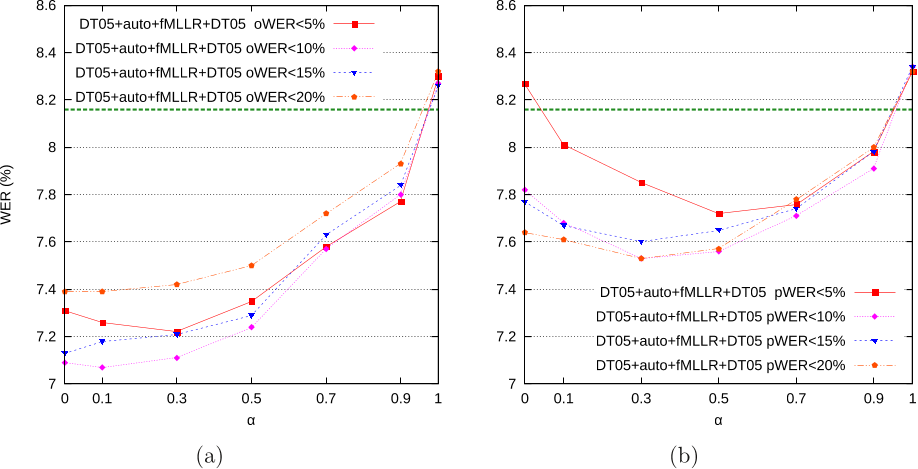 8.6
8.4
8.2
8
7.8
7.6
7.4
7.2
7
WER (%)
DT05+auto+fMLLR+DT05 oWER<5%
DT05+auto+fMLLR+DT05 oWER<10%
DT05+auto+fMLLR+DT05 oWER<15%
DT05+auto+fMLLR+DT05 oWER<20%
0 0.1 0.3 0.5 0.7 0.9 1
α
(a)
8.6
8.4
8.2
8
7.8
7.6
7.4
7.2
7
DT05+auto+fMLLR+DT05 pWER<5%
DT05+auto+fMLLR+DT05 pWER<10%
DT05+auto+fMLLR+DT05 pWER<15%
DT05+auto+fMLLR+DT05 pWER<20%
0 0.1 0.3 0.5 0.7 0.9 1
α
(b)